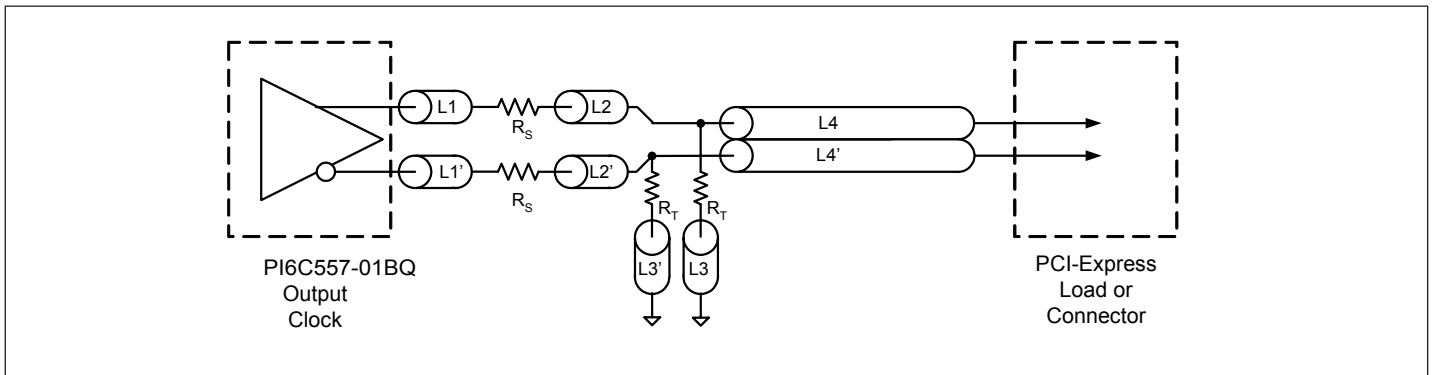 L1
R_S
L2
L4
L1'
R_S
L2'
L4'
R_T
R_T
L3'
L3
PI6C557-01BQ
Output
Clock
PCI-Express
Load or
Connector